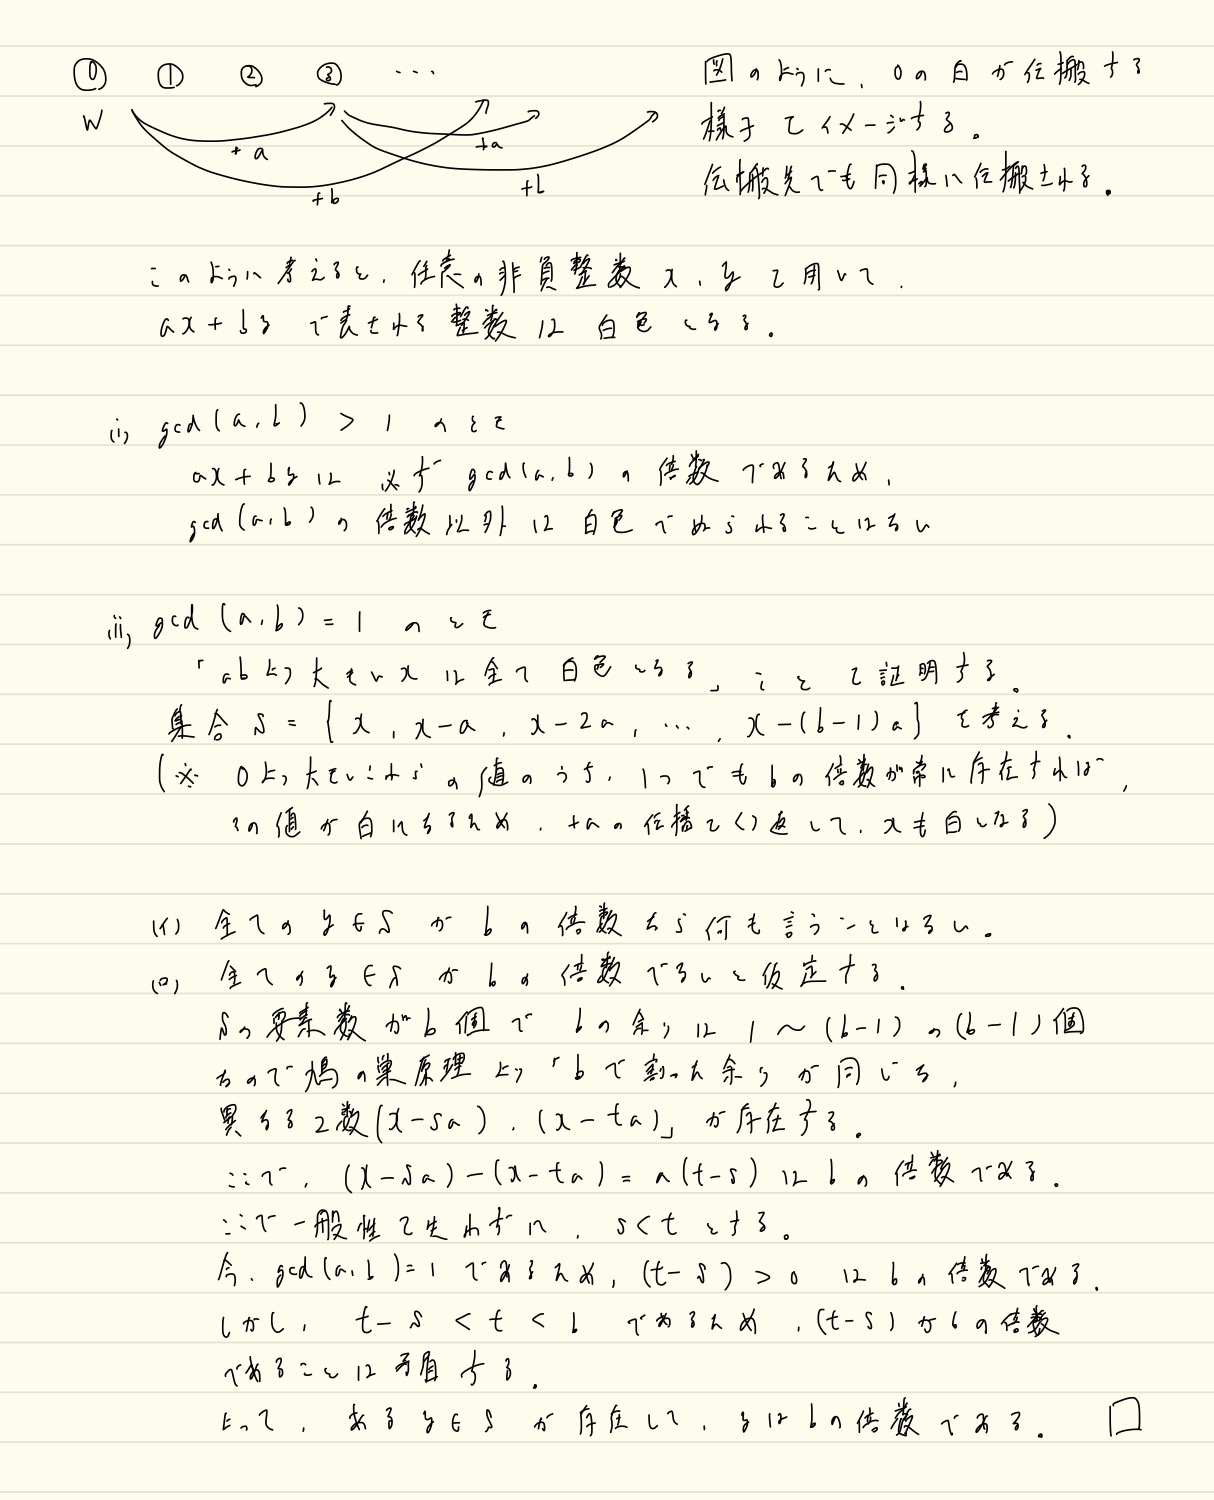 ⓪ ① ② ③ ...
W
+a +a
+b +b
図のように、0の白が伝搬する
様子をイメージする。
伝搬先でも同様に伝搬される。
このように考えると、任意の非負整数 x, y を用いて、
ax+by で表される整数は 白色となる。
(i) gcd(a,b) > 1 のとき
ax+by は 必ず gcd(a,b) の 倍数 であるため、
gcd(a,b) の 倍数以外 は 白色で ぬられることはない
(ii) gcd(a,b) = 1 のとき
「abより大きい x は全て 白色となる」ことを証明する。
集合 S = {x, x-a, x-2a, ..., x-(b-1)a} を考える。
(※ 0より大きいこれらの値のうち、1つでも b の倍数が常に存在すれば、
その値が白になるため、+aの伝播をくり返して、xも白となる)
(イ) 全ての y∈S が b の倍数なら何も言うことはない。
(ロ) 全ての y∈S が b の倍数でないと仮定する。
Sの要素数が b個で bの余りは 1〜(b-1) の(b-1)個
なので鳩の巣原理より「bで割った余りが同じな、
異なる2数(x-sa), (x-ta)」が存在する。
ここで、(x-sa)-(x-ta) = a(t-s) は b の倍数である。
ここで一般性を失わずに、s<t とする。
今、gcd(a,b)=1 であるため、(t-s)>0 は b の倍数である。
しかし、t-s < t < b であるため、(t-s)が b の倍数
であることは矛盾する。
よって、ある y∈S が存在して、yは b の倍数である。 □